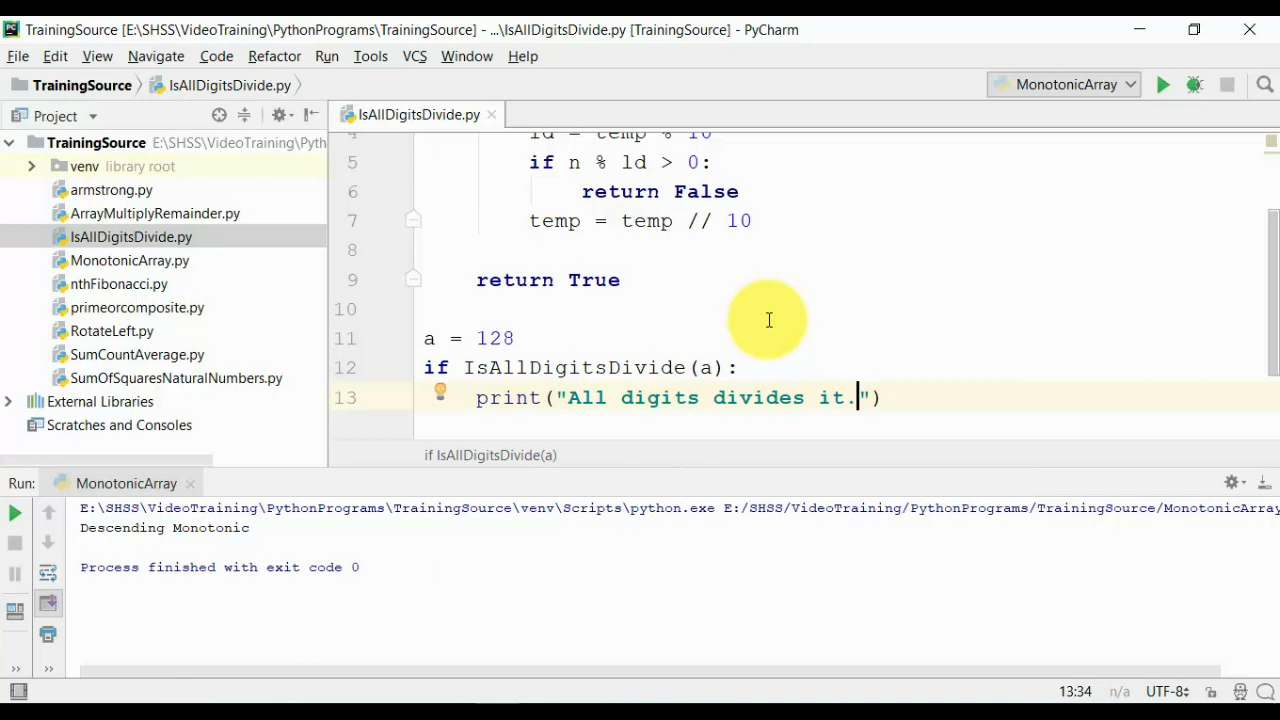 TrainingSource [E:\SHSS\VideoTraining\PythonPrograms\TrainingSource] - ...\IsAllDigitsDivide.py [TrainingSource] - PyCharm
File Edit View Navigate Code Refactor Run Tools VCS Window Help
TrainingSource IsAllDigitsDivide.py MonotonicArray
Project
IsAllDigitsDivide.py
TrainingSource E:\SHSS\VideoTraining\Pyth
venv library root
armstrong.py
ArrayMultiplyRemainder.py
IsAllDigitsDivide.py
MonotonicArray.py
nthFibonacci.py
primeorcomposite.py
RotateLeft.py
SumCountAverage.py
SumOfSquaresNaturalNumbers.py
External Libraries
Scratches and Consoles
4 ld = temp % 10
5 if n % ld > 0:
6 return False
7 temp = temp // 10
8
9 return True
10
11 a = 128
12 if IsAllDigitsDivide(a):
13 print("All digits divides it.")
if IsAllDigitsDivide(a)
Run: MonotonicArray
E:\SHSS\VideoTraining\PythonPrograms\TrainingSource\venv\Scripts\python.exe E:/SHSS/VideoTraining/PythonPrograms/TrainingSource/MonotonicArray
Descending Monotonic
Process finished with exit code 0
13:34 n/a UTF-8